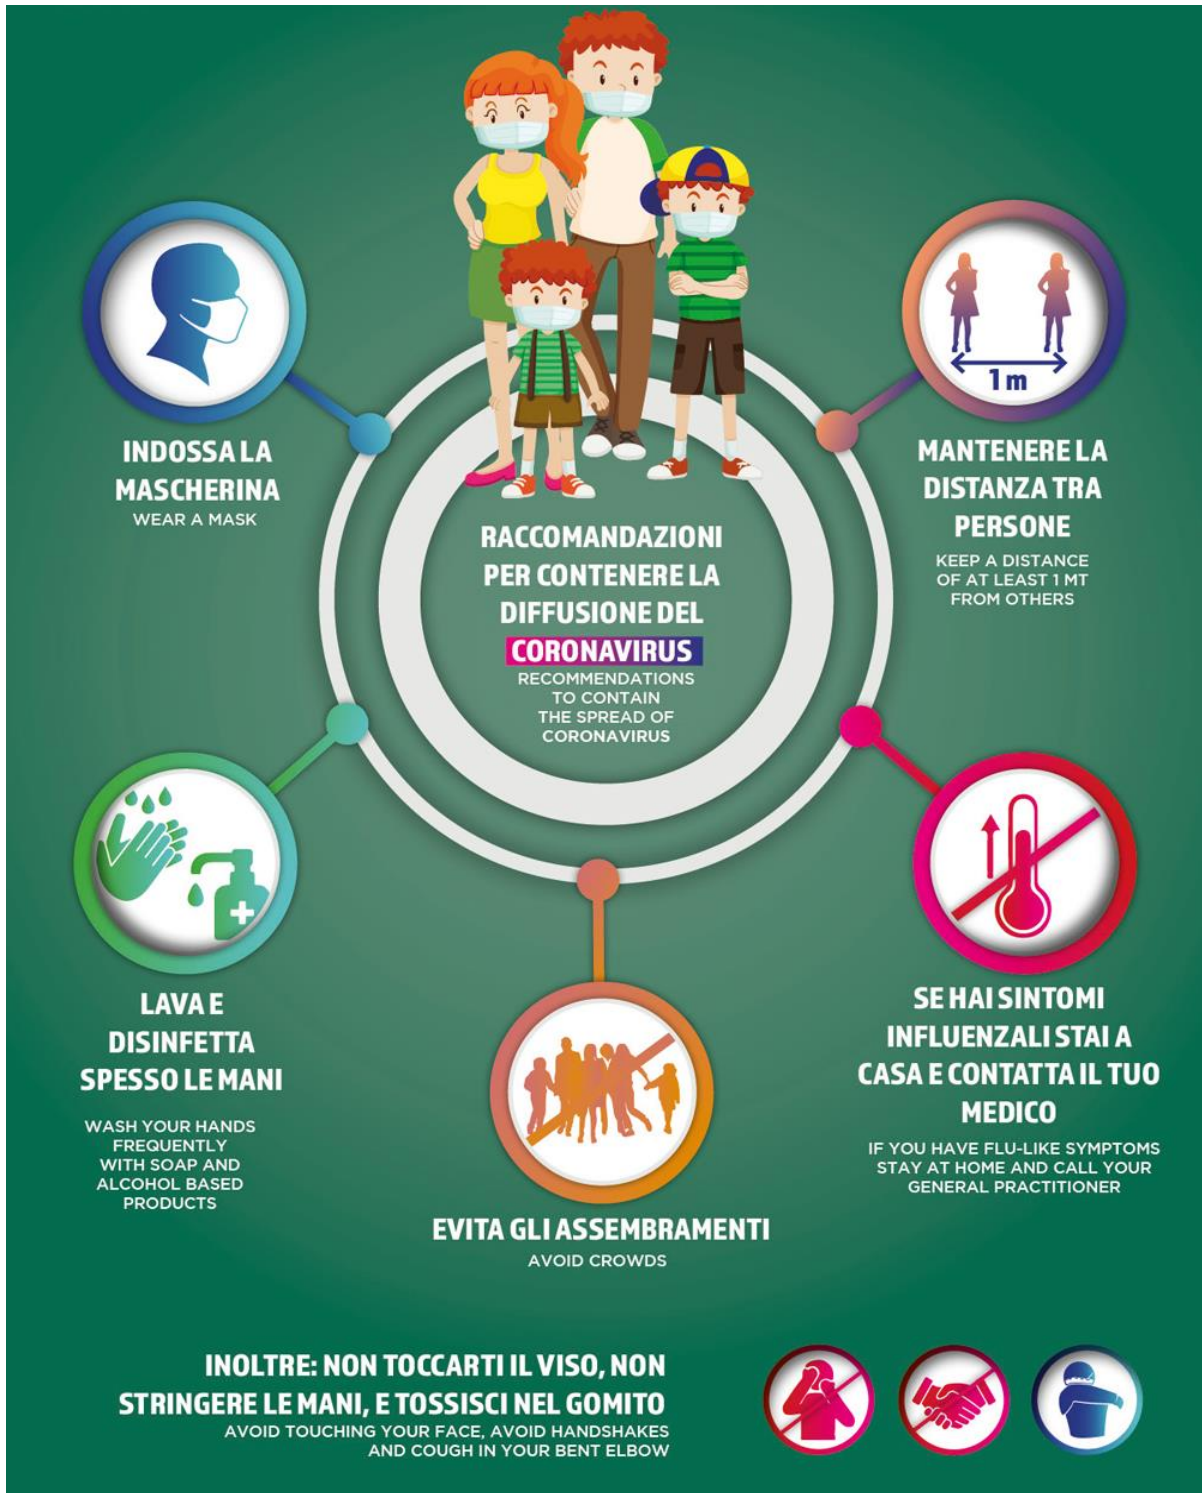 INDOSSA LA
MASCHERINA
WEAR A MASK
1 m
MANTENERE LA
DISTANZA TRA
PERSONE
KEEP A DISTANCE
OF AT LEAST 1 MT
FROM OTHERS
RACCOMANDAZIONI
PER CONTENERE LA
DIFFUSIONE DEL
CORONAVIRUS
RECOMMENDATIONS
TO CONTAIN
THE SPREAD OF
CORONAVIRUS
LAVA E
DISINFETTA
SPESSO LE MANI
WASH YOUR HANDS
FREQUENTLY
WITH SOAP AND
ALCOHOL BASED
PRODUCTS
EVITA GLI ASSEMBRAMENTI
AVOID CROWDS
SE HAI SINTOMI
INFLUENZALI STAI A
CASA E CONTATTA IL TUO
MEDICO
IF YOU HAVE FLU-LIKE SYMPTOMS
STAY AT HOME AND CALL YOUR
GENERAL PRACTITIONER
INOLTRE: NON TOCCARTI IL VISO, NON
STRINGERE LE MANI, E TOSSISCI NEL GOMITO
AVOID TOUCHING YOUR FACE, AVOID HANDSHAKES
AND COUGH IN YOUR BENT ELBOW